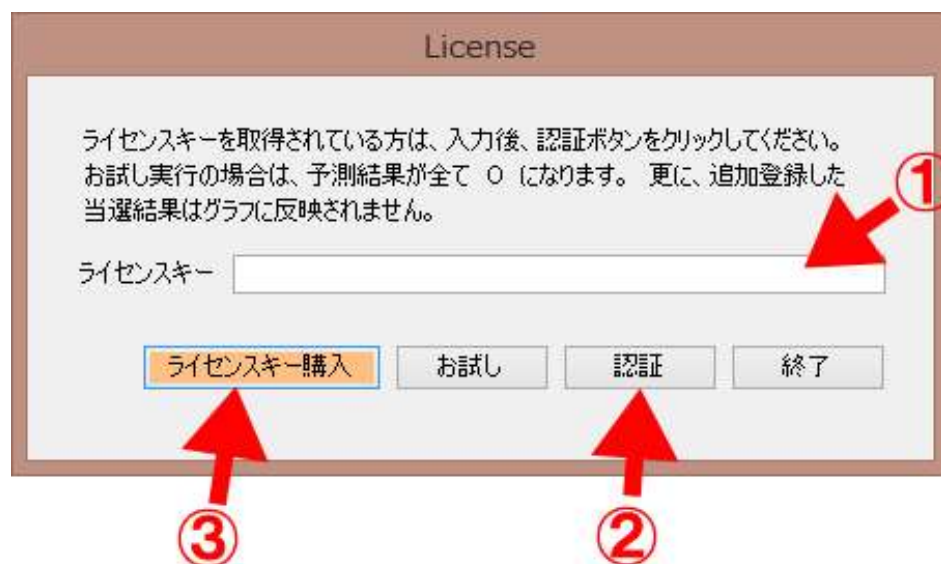 License
ライセンスキーを取得されている方は、入力後、認証ボタンをクリックしてください。
お試し実行の場合は、予測結果が全て 0 になります。 更に、追加登録した
当選結果はグラフに反映されません。
①
ライセンスキー
ライセンスキー購入 お試し 認証 終了
③ ②